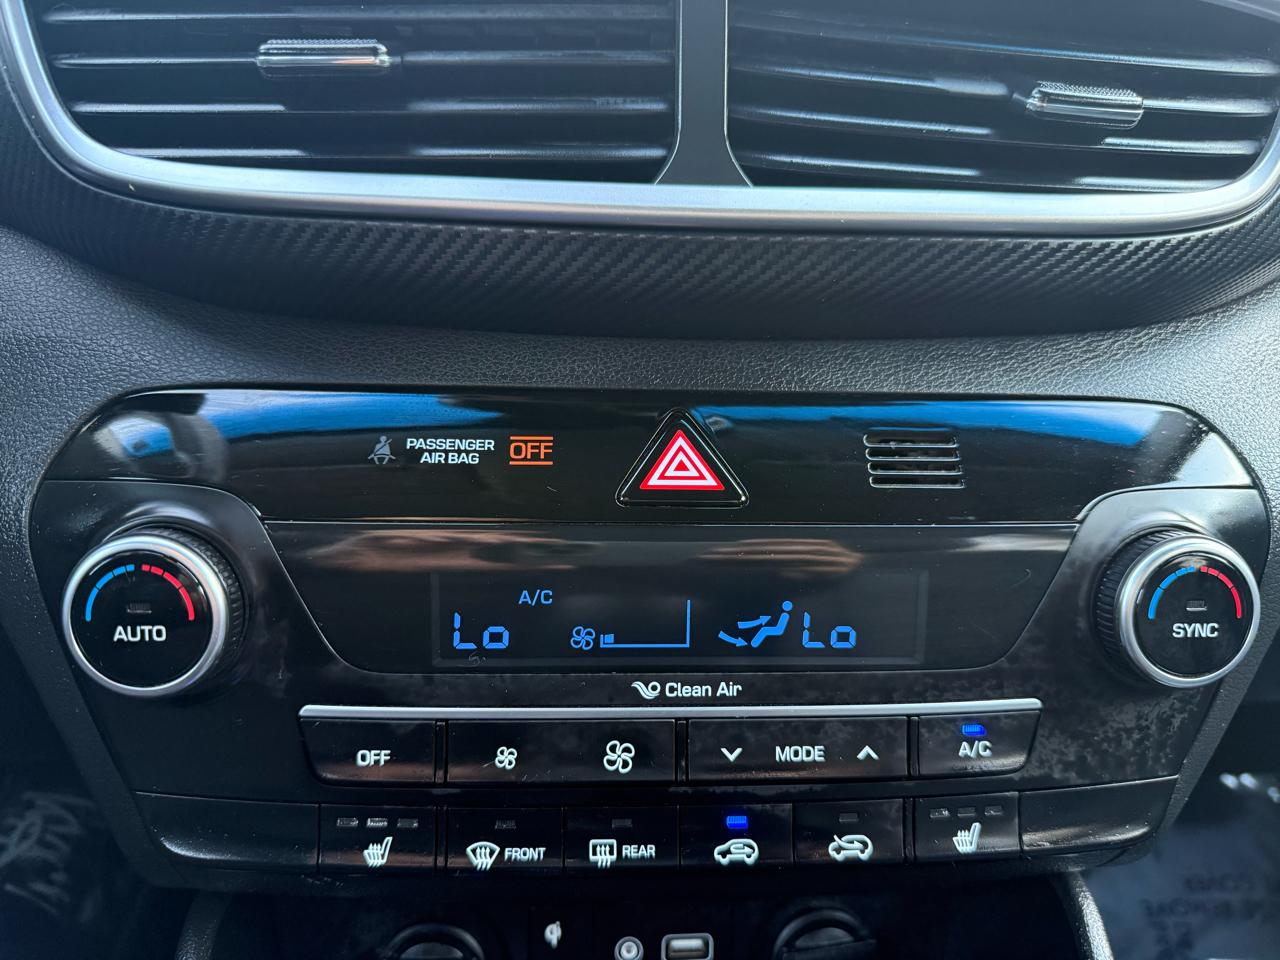 PASSENGER
AIR BAG
OFF
A/C
Lo
Lo
AUTO
SYNC
Clean Air
OFF
MODE
A/C
FRONT
REAR